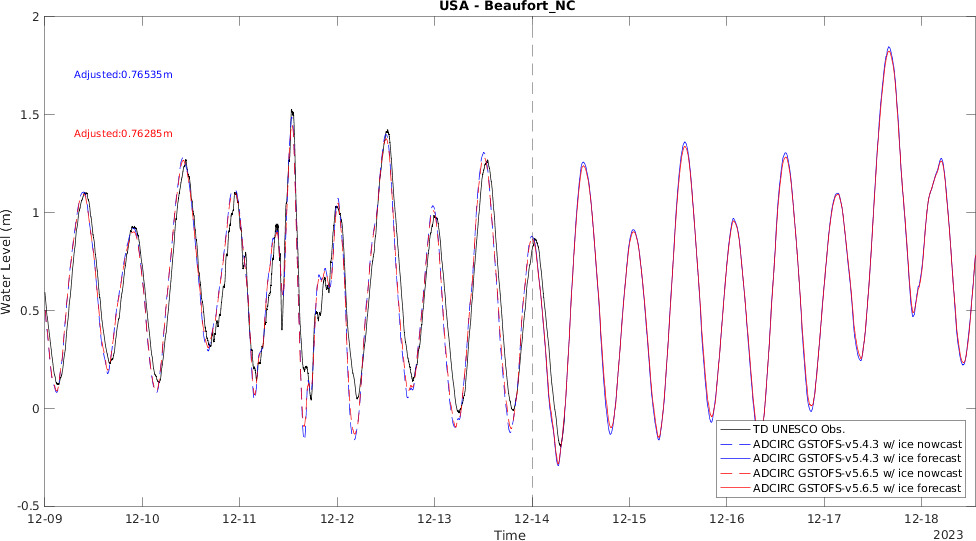 USA - Beaufort_NC
2
1.5
1
0.5
0
-0.5
Water Level (m)
Adjusted:0.76535m
Adjusted:0.76285m
TD UNESCO Obs.
ADCIRC GSTOFS-v5.4.3 w/ ice nowcast
ADCIRC GSTOFS-v5.4.3 w/ ice forecast
ADCIRC GSTOFS-v5.6.5 w/ ice nowcast
ADCIRC GSTOFS-v5.6.5 w/ ice forecast
12-09 12-10 12-11 12-12 12-13 12-14 12-15 12-16 12-17 12-18
Time
2023